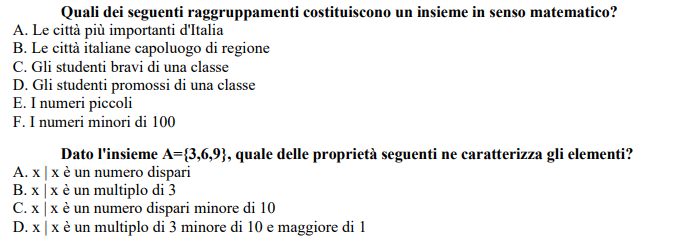 Quali dei seguenti raggruppamenti costituiscono un insieme in senso matematico?
A. Le città più importanti d'Italia
B. Le città italiane capoluogo di regione
C. Gli studenti bravi di una classe
D. Gli studenti promossi di una classe
E. I numeri piccoli
F. I numeri minori di 100
Dato l'insieme A={3,6,9}, quale delle proprietà seguenti ne caratterizza gli elementi?
A. x | x è un numero dispari
B. x | x è un multiplo di 3
C. x | x è un numero dispari minore di 10
D. x | x è un multiplo di 3 minore di 10 e maggiore di 1